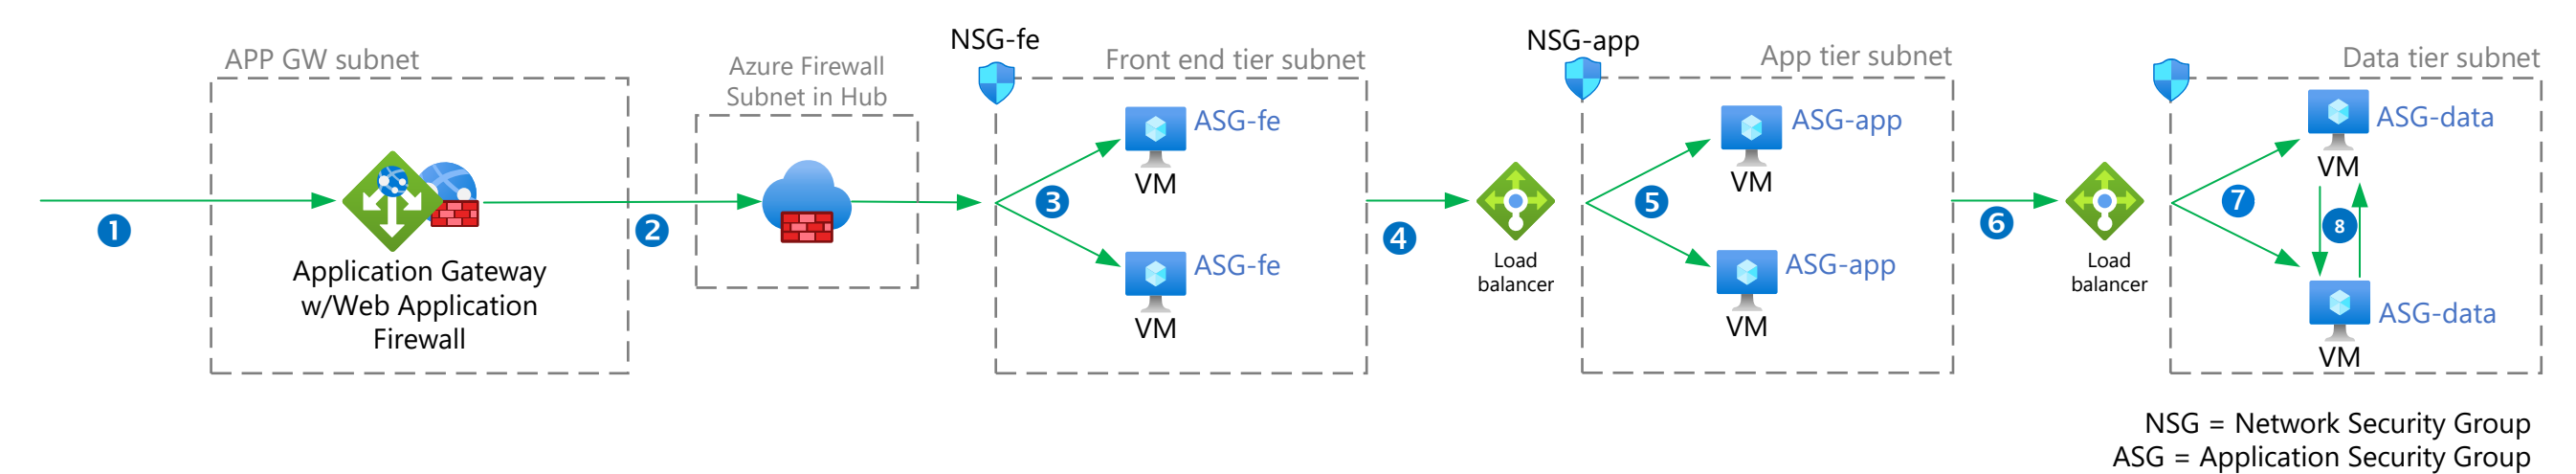 APP GW subnet
1
Application Gateway
w/Web Application
Firewall
2
Azure Firewall
Subnet in Hub
NSG-fe
Front end tier subnet
3
ASG-fe
VM
ASG-fe
VM
4
Load
balancer
NSG-app
App tier subnet
5
ASG-app
VM
ASG-app
VM
6
Load
balancer
Data tier subnet
7
ASG-data
VM
8
ASG-data
VM
NSG = Network Security Group
ASG = Application Security Group